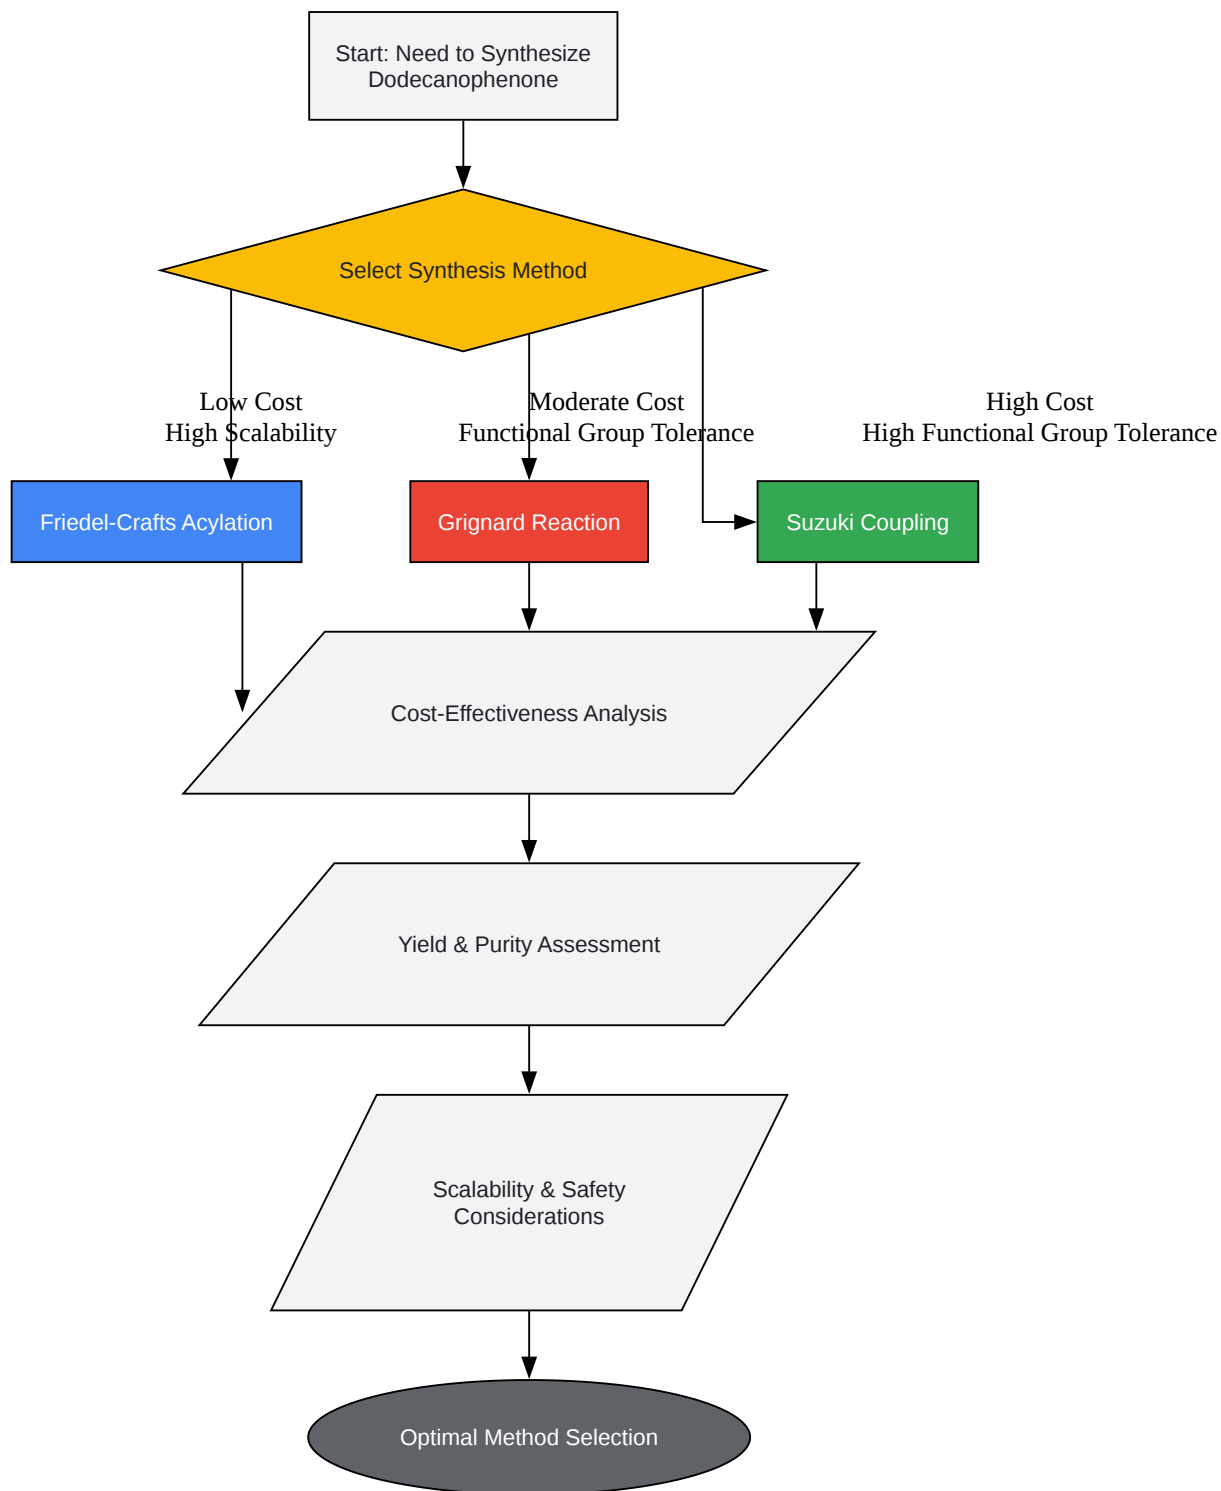 Start: Need to Synthesize
Dodecanophenone
Select Synthesis Method
Low Cost
High Scalability
Moderate Cost
Functional Group Tolerance
High Cost
High Functional Group Tolerance
Friedel-Crafts Acylation
Grignard Reaction
Suzuki Coupling
Cost-Effectiveness Analysis
Yield & Purity Assessment
Scalability & Safety
Considerations
Optimal Method Selection